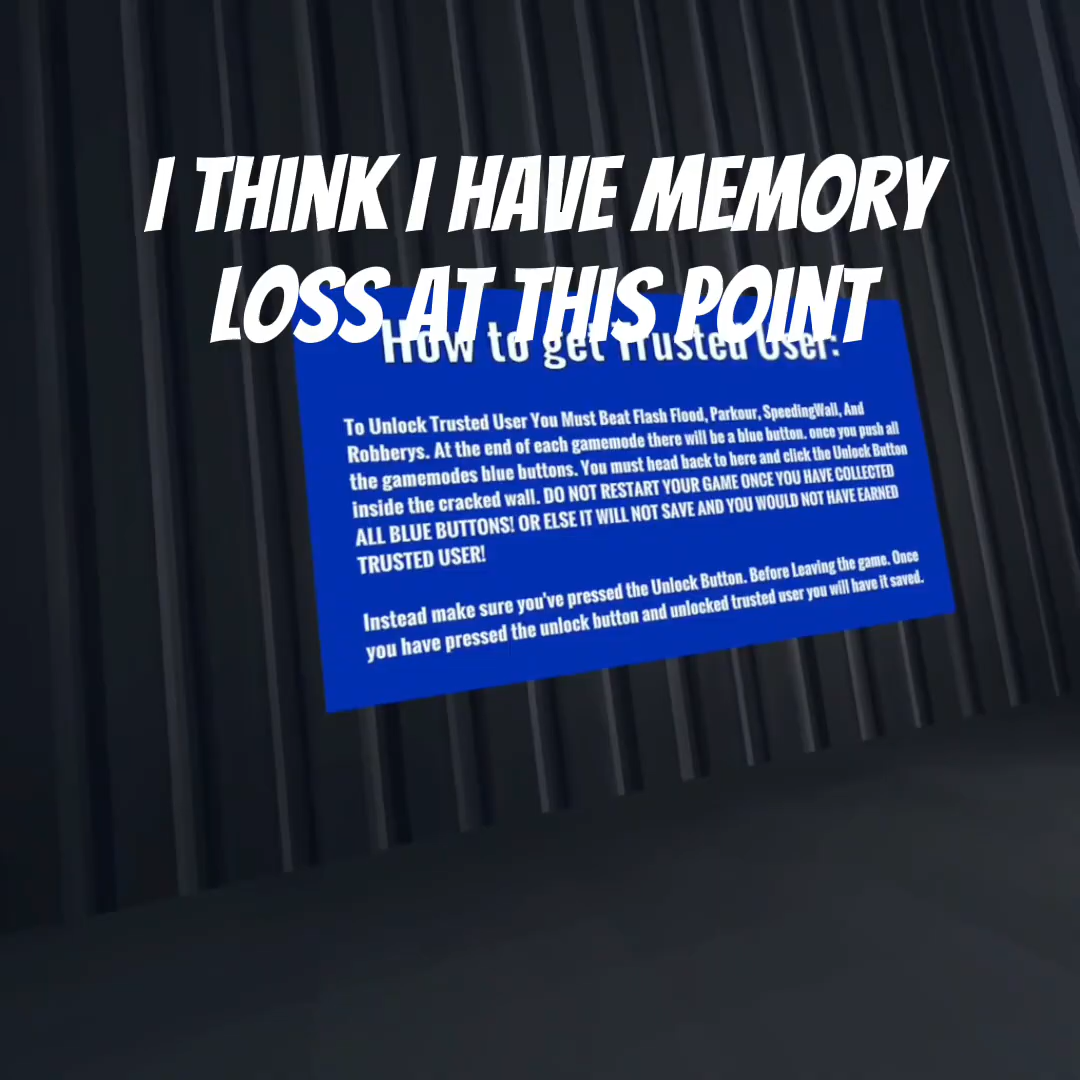 I THINK I HAVE MEMORY
LOSS AT THIS POINT
How to get Trusted User:
To Unlock Trusted User You Must Beat Flash Flood, Parkour, SpeedingWall, And
Robberys. At the end of each gamemode there will be a blue button. once you push all
the gamemodes blue buttons. You must head back to here and click the Unlock Button
inside the cracked wall. DO NOT RESTART YOUR GAME ONCE YOU HAVE COLLECTED
ALL BLUE BUTTONS! OR ELSE IT WILL NOT SAVE AND YOU WOULD NOT HAVE EARNED
TRUSTED USER!
Instead make sure you've pressed the Unlock Button. Before Leaving the game. Once
you have pressed the unlock button and unlocked trusted user you will have it saved.